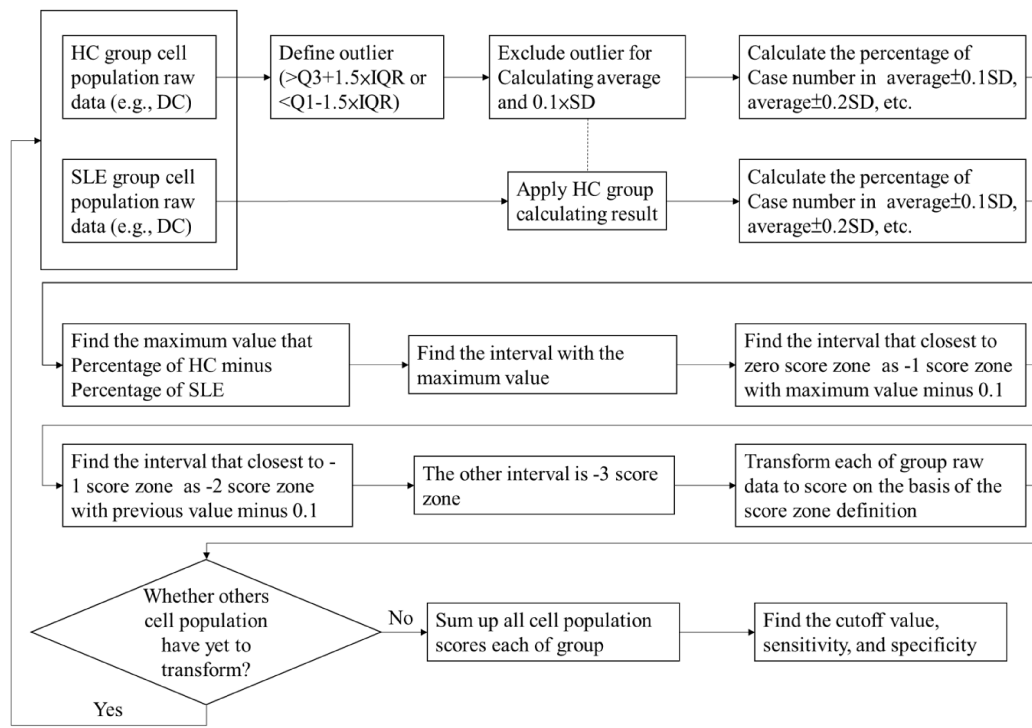 HC group cell
population raw
data (e.g., DC)
Define outlier
(>Q3+1.5×IQR or
<Q1-1.5×IQR)
Exclude outlier for
Calculating average
and 0.1×SD
Calculate the percentage of
Case number in average±0.1SD,
average±0.2SD, etc.
SLE group cell
population raw
data (e.g., DC)
Apply HC group
calculating result
Calculate the percentage of
Case number in average±0.1SD,
average±0.2SD, etc.
Find the maximum value that
Percentage of HC minus
Percentage of SLE
Find the interval with the
maximum value
Find the interval that closest to
zero score zone as -1 score zone
with maximum value minus 0.1
Find the interval that closest to -
1 score zone as -2 score zone
with previous value minus 0.1
The other interval is -3 score
zone
Transform each of group raw
data to score on the basis of the
score zone definition
Whether others
cell population
have yet to
transform?
No
Sum up all cell population
scores each of group
Find the cutoff value,
sensitivity, and specificity
Yes